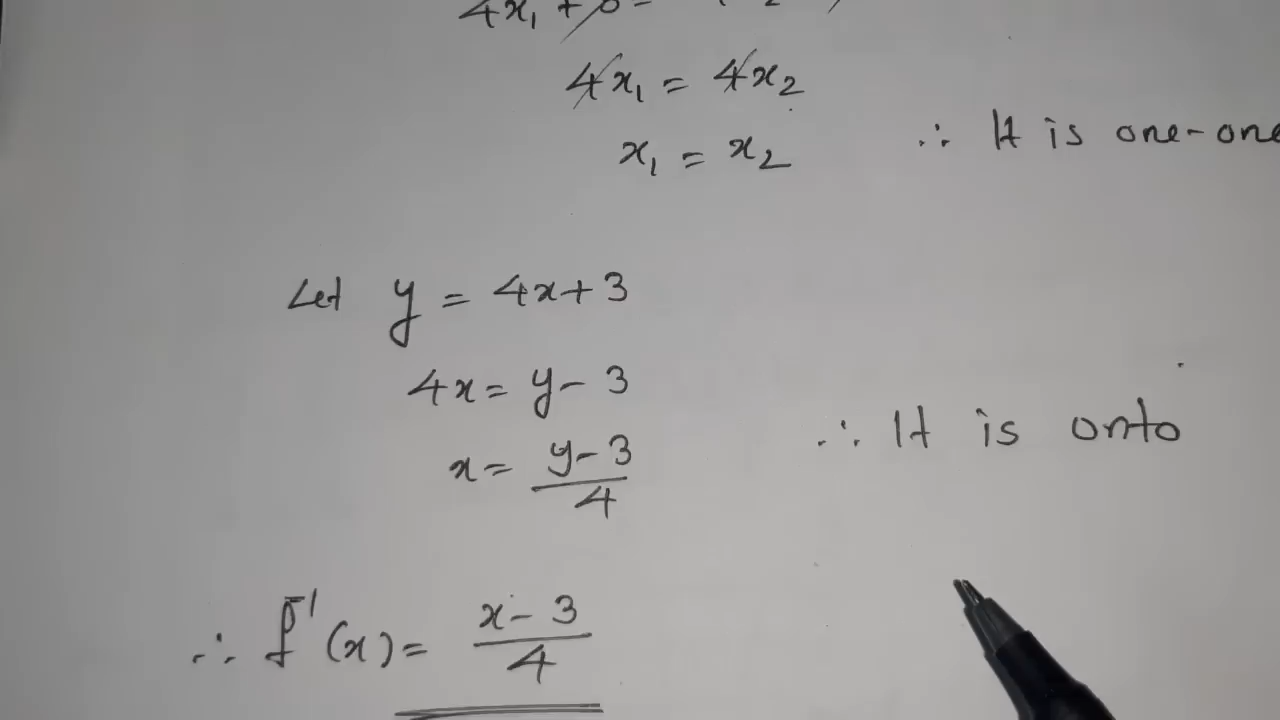 4x₁ +
4x₁ = 4x₂
x₁ = x₂ ∴ It is one-one
Let y = 4x+3
4x = y - 3
x = (y-3)/4 ∴ It is onto
∴ f⁻¹(x) = (x-3)/4